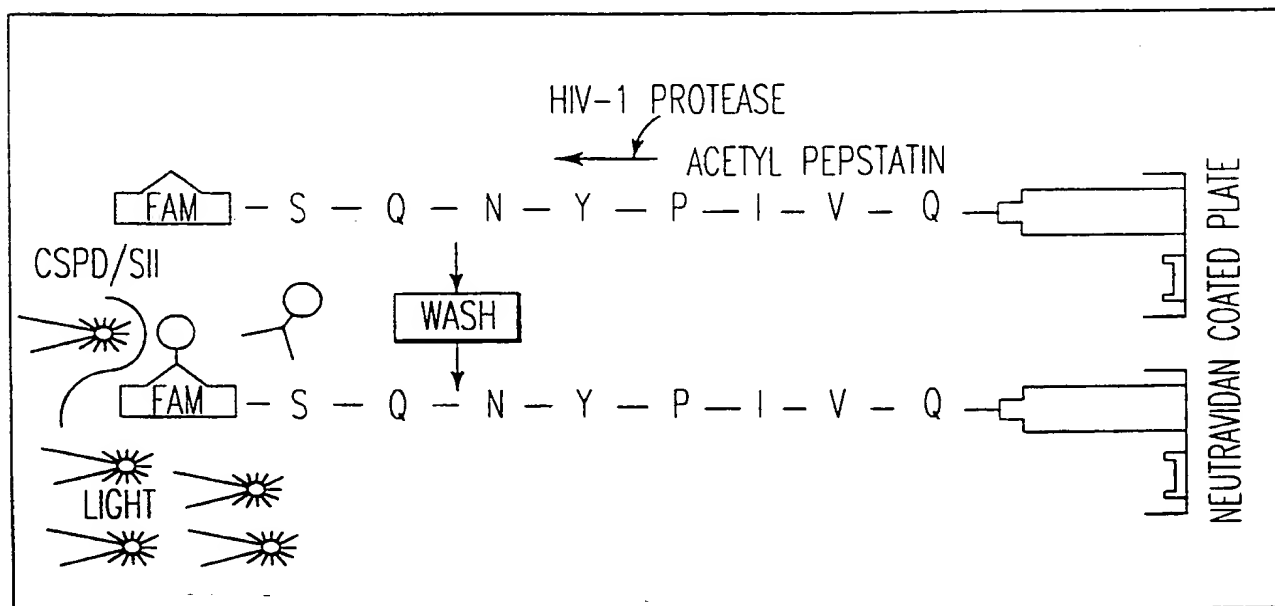 HIV-1 PROTEASE
ACETYL PEPSTATIN
FAM — S — Q — N — Y — P — I — V — Q
CSPD/SII
WASH
FAM — S — Q — N — Y — P — I — V — Q
LIGHT
NEUTRAVIDAN COATED PLATE